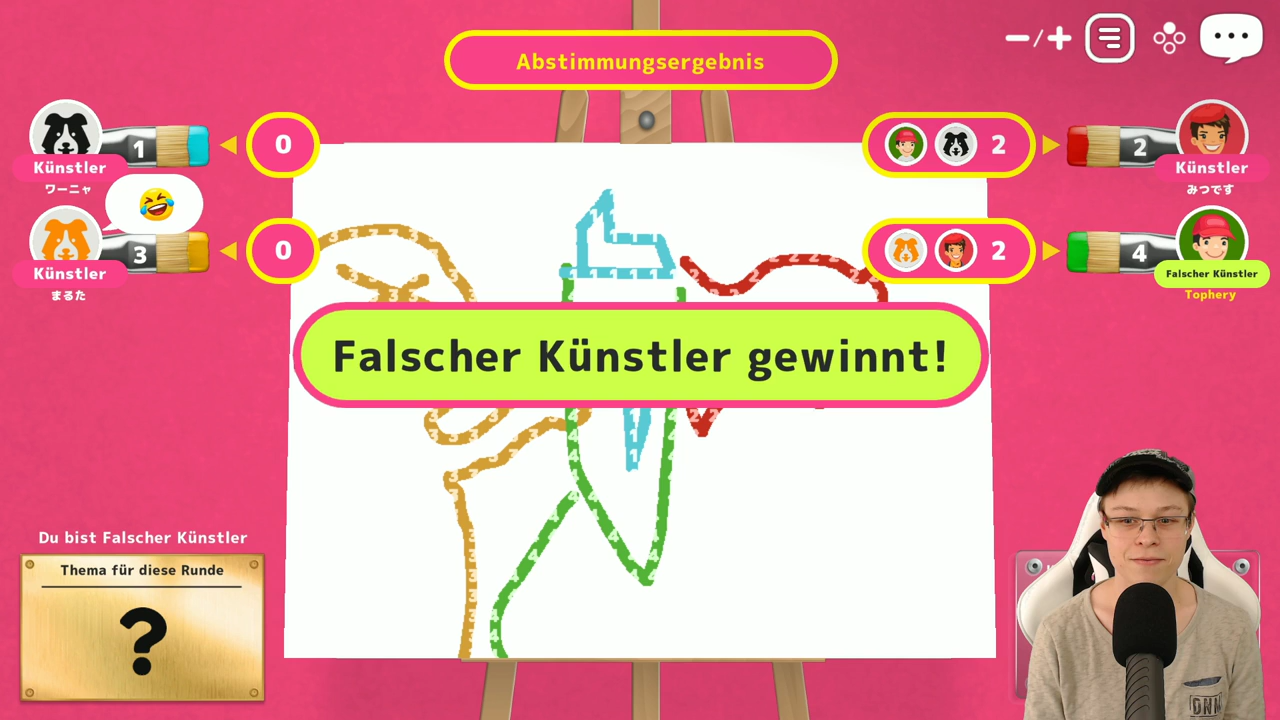 Abstimmungsergebnis
1
0
2
2
Künstler
ワーニャ
Künstler
みつです
3
0
2
4
Künstler
まるた
Falscher Künstler
Tophery
Falscher Künstler gewinnt!
Du bist Falscher Künstler
Thema für diese Runde
?